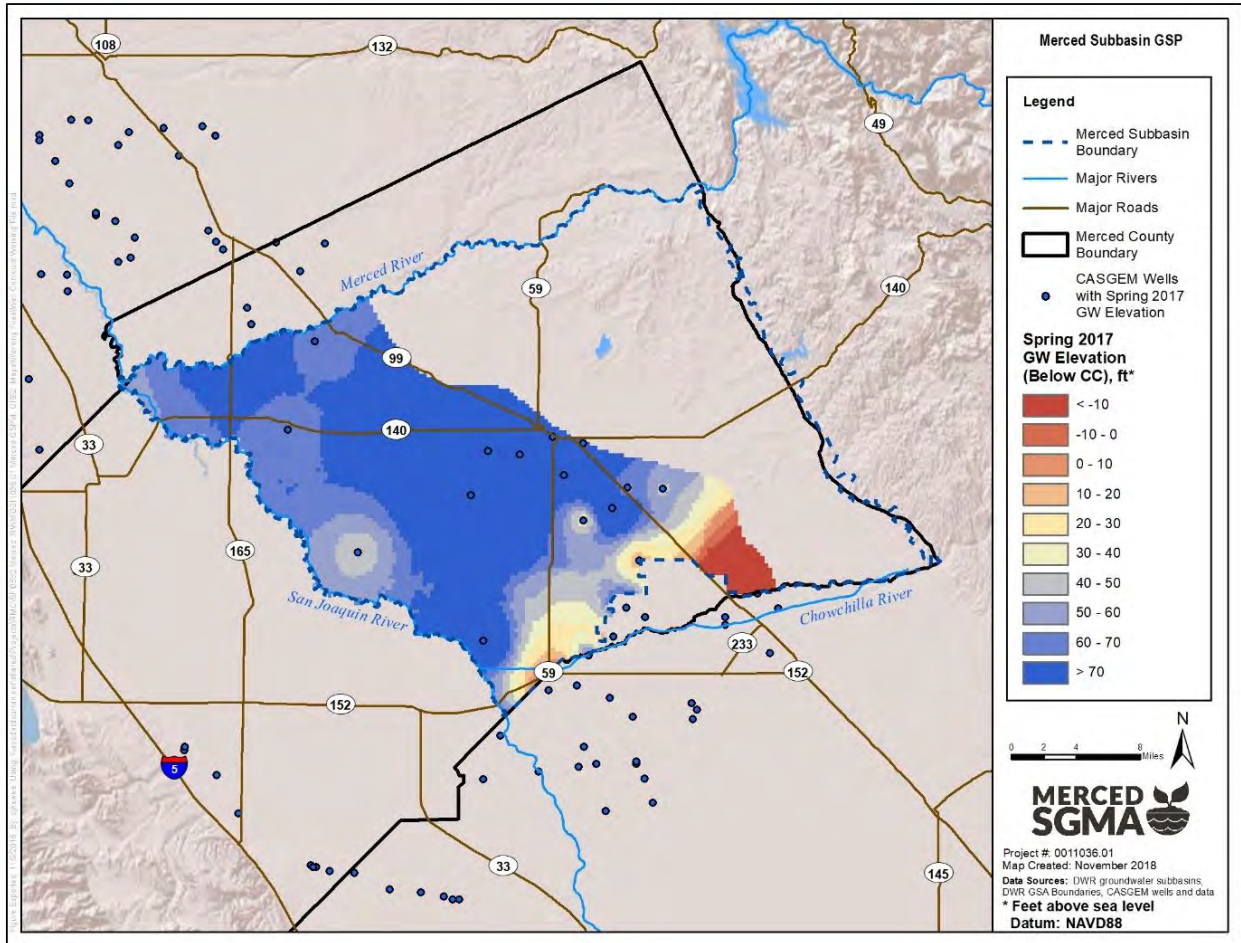 Merced Subbasin GSP
Legend
Merced Subbasin
Boundary
Major Rivers
Major Roads
Merced County
Boundary
CASGEM Wells
with Spring 2017
GW Elevation
Spring 2017
GW Elevation
(Below CC), ft*
< -10
-10 - 0
0 - 10
10 - 20
20 - 30
30 - 40
40 - 50
50 - 60
60 - 70
> 70
N
0 2 4 8
Miles
MERCED
SGMA
Project #: 0011036.01
Map Created: November 2018
Data Sources: DWR groundwater subbasins,
DWR GSA Boundaries, CASGEM wells and data
* Feet above sea level
Datum: NAVD88
108
132
49
Merced River
59
140
99
140
33
165
33
San Joaquin River
Chowchilla River
233
59
152
152
5
33
145